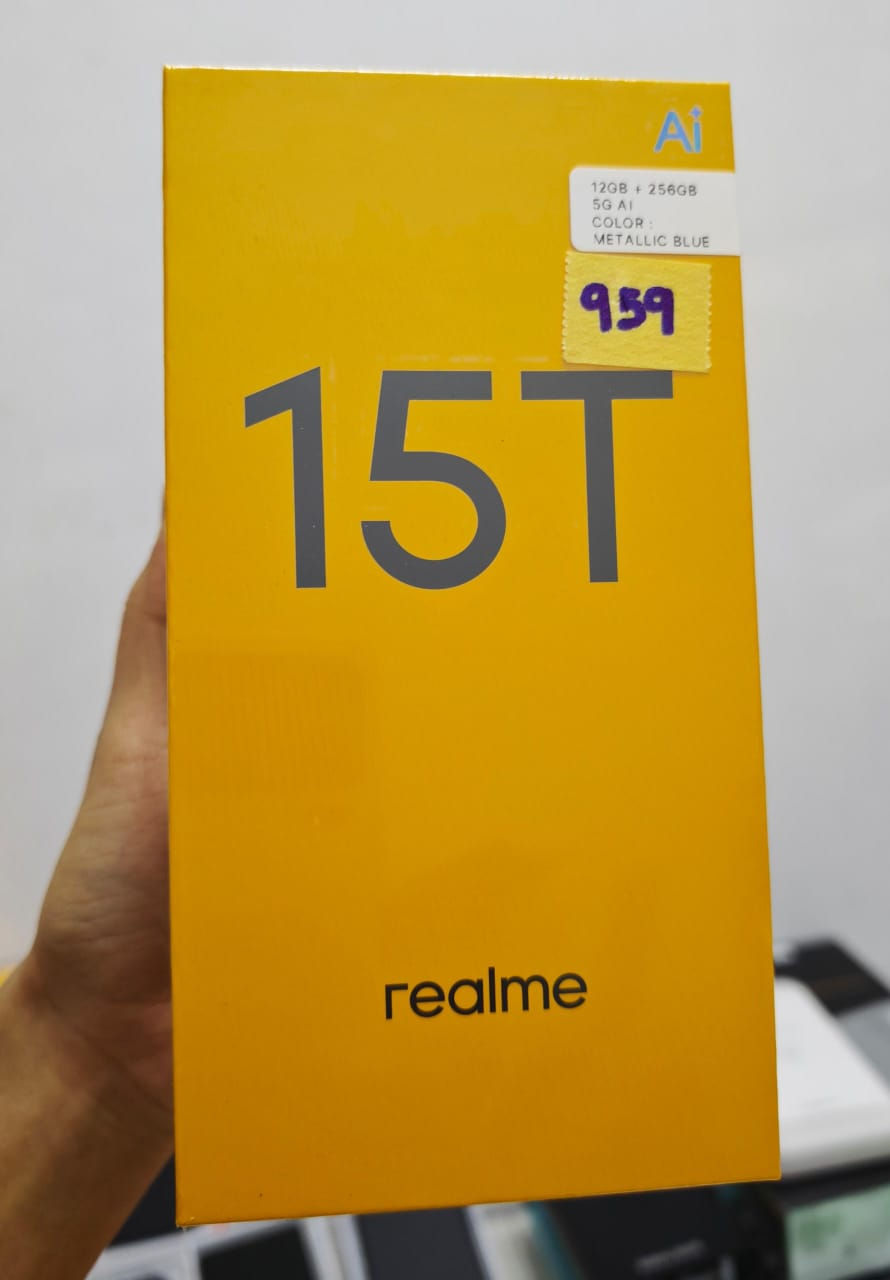 Ai
12GB + 256GB
5G AI
COLOR :
METALLIC BLUE
959
15T
realme